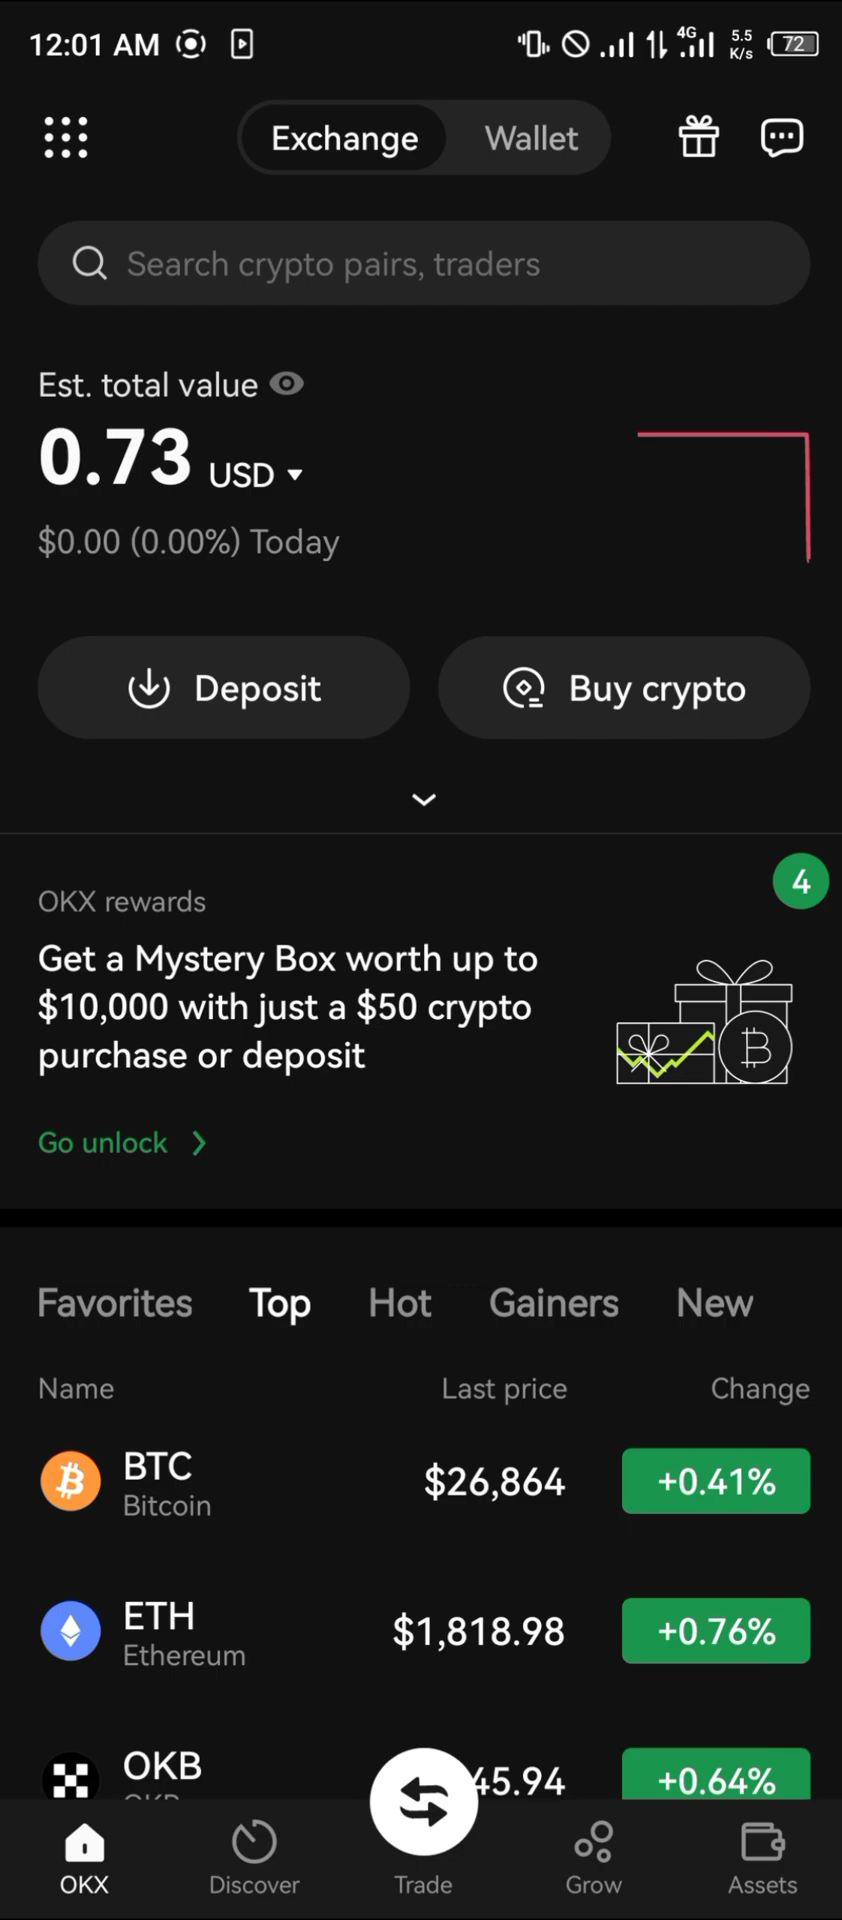 12:01 AM
4G
5.5
K/s
72
Exchange
Wallet
Search crypto pairs, traders
Est. total value
0.73 USD
$0.00 (0.00%) Today
Deposit
Buy crypto
4
OKX rewards
Get a Mystery Box worth up to
$10,000 with just a $50 crypto
purchase or deposit
Go unlock
Favorites Top Hot Gainers New
Name Last price Change
BTC $26,864 +0.41%
Bitcoin
ETH $1,818.98 +0.76%
Ethereum
OKB 45.94 +0.64%
OKX Discover Trade Grow Assets